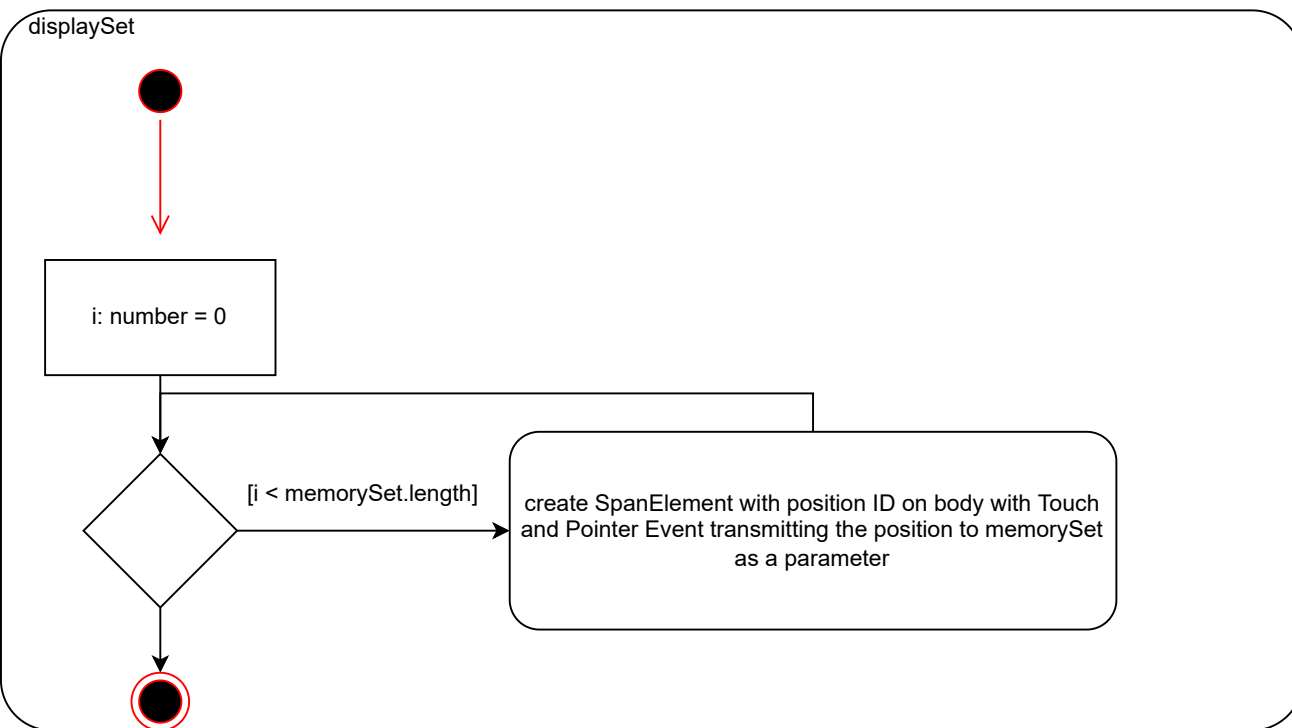 displaySet
i: number = 0
[i < memorySet.length]
create SpanElement with position ID on body with Touch
and Pointer Event transmitting the position to memorySet
as a parameter